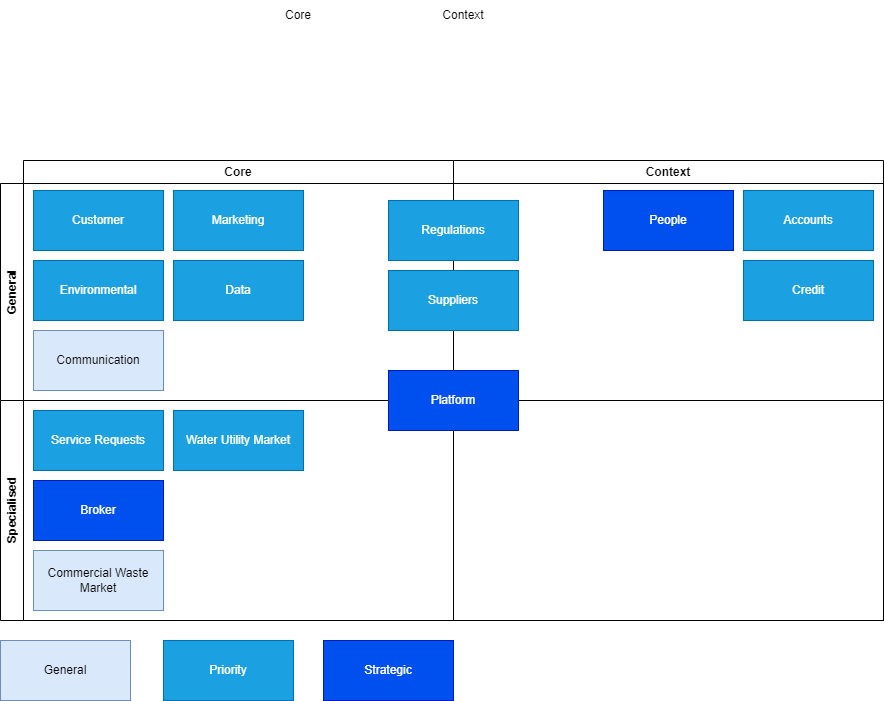 Core
Context
Core
Context
General
Customer
Marketing
Regulations
People
Accounts
Environmental
Data
Suppliers
Credit
Communication
Platform
Specialised
Service Requests
Water Utility Market
Broker
Commercial Waste
Market
General
Priority
Strategic